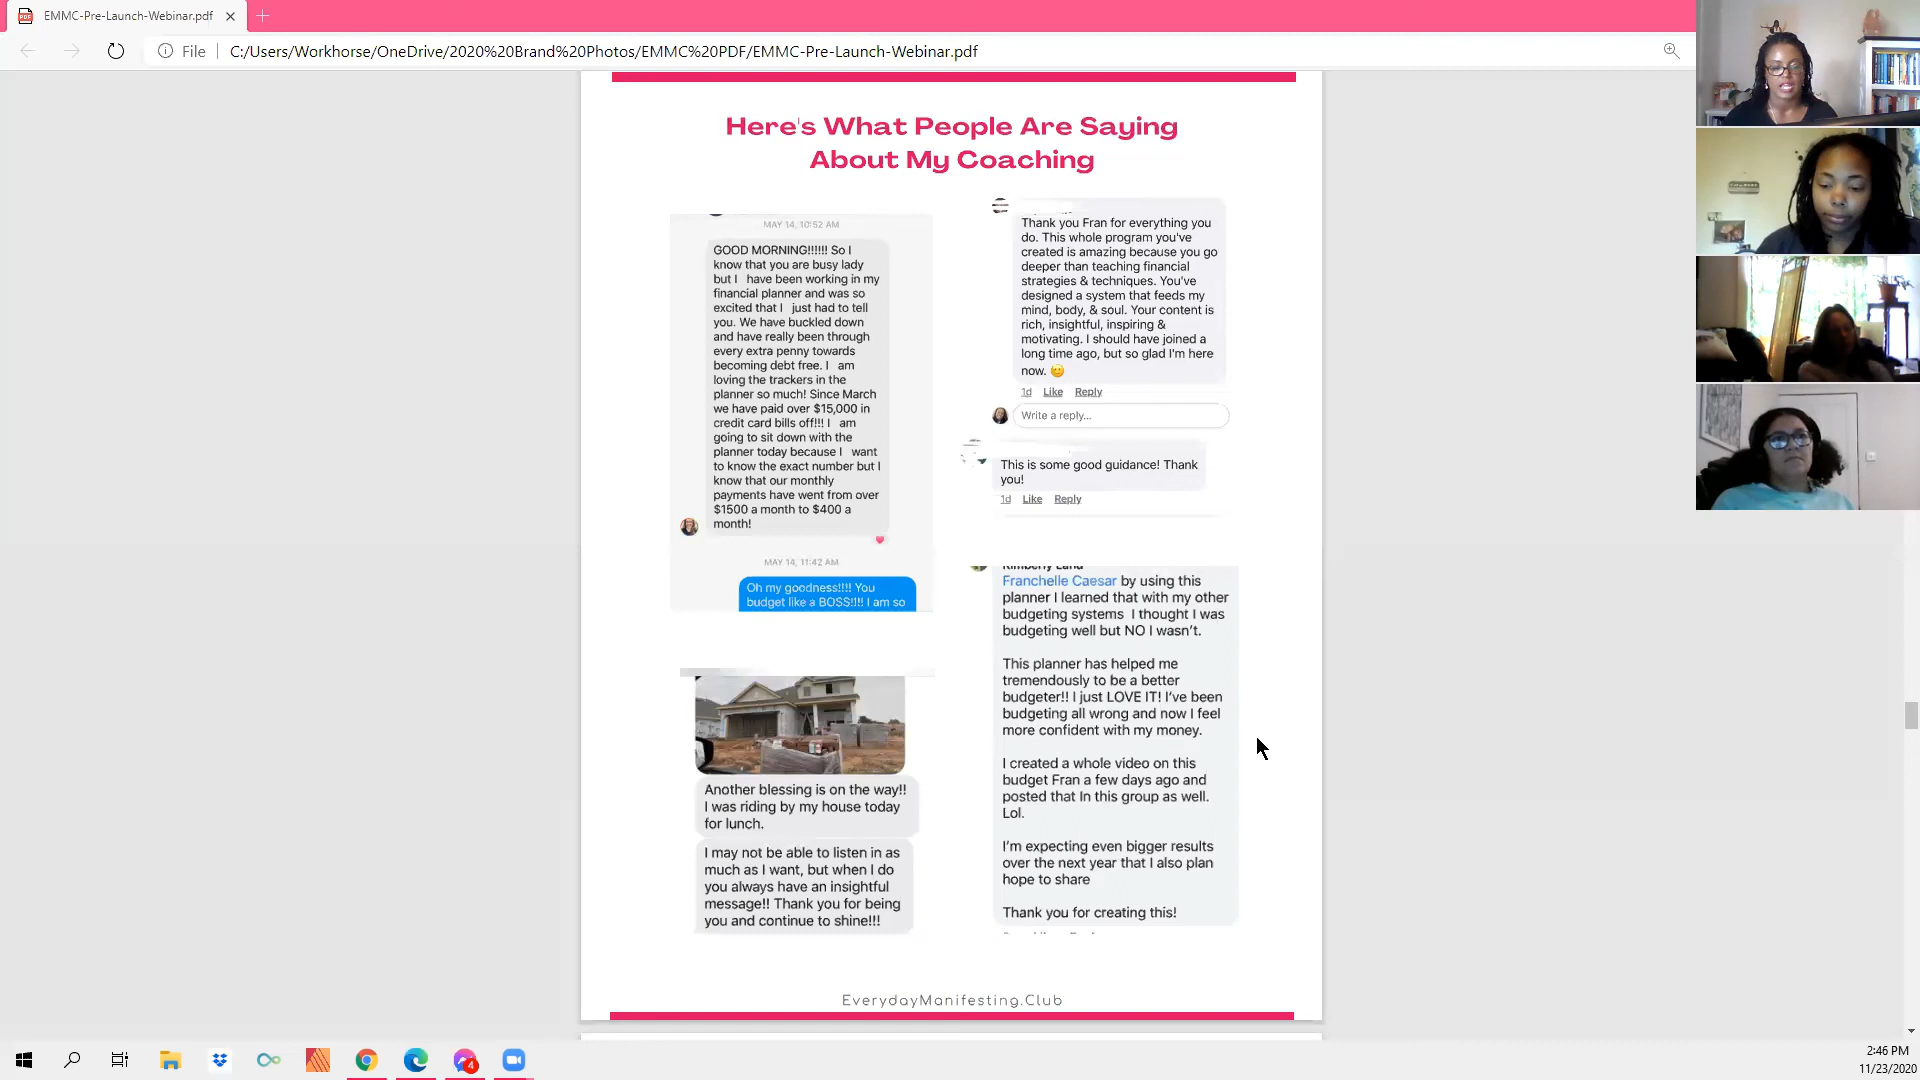 EMMC-Pre-Launch-Webinar.pdf
File
C:/Users/Workhorse/OneDrive/2020%20Brand%20Photos/EMMC%20PDF/EMMC-Pre-Launch-Webinar.pdf
Here's What People Are Saying
About My Coaching
MAY 14, 10:52 AM
GOOD MORNING!!!!!! So I
know that you are busy lady
but I have been working in my
financial planner and was so
excited that I just had to tell
you. We have buckled down
and have really been through
every extra penny towards
becoming debt free. I am
loving the trackers in the
planner so much! Since March
we have paid over $15,000 in
credit card bills off!!! I am
going to sit down with the
planner today because I want
to know the exact number but I
know that our monthly
payments have went from over
$1500 a month to $400 a
month!
MAY 14, 11:42 AM
Oh my goodness!!!! You
budget like a BOSS!!!! I am so
Another blessing is on the way!!
I was riding by my house today
for lunch.
I may not be able to listen in as
much as I want, but when I do
you always have an insightful
message!! Thank you for being
you and continue to shine!!!
Thank you Fran for everything you
do. This whole program you've
created is amazing because you go
deeper than teaching financial
strategies & techniques. You've
designed a system that feeds my
mind, body, & soul. Your content is
rich, insightful, inspiring &
motivating. I should have joined a
long time ago, but so glad I'm here
now. 😊
1d Like Reply
Write a reply...
This is some good guidance! Thank
you!
1d Like Reply
Kimberly Land
Franchelle Caesar by using this
planner I learned that with my other
budgeting systems I thought I was
budgeting well but NO I wasn't.
This planner has helped me
tremendously to be a better
budgeter!! I just LOVE IT! I've been
budgeting all wrong and now I feel
more confident with my money.
I created a whole video on this
budget Fran a few days ago and
posted that In this group as well.
Lol.
I'm expecting even bigger results
over the next year that I also plan
hope to share
Thank you for creating this!
EverydayManifesting.Club
4
2:46 PM
11/23/2020